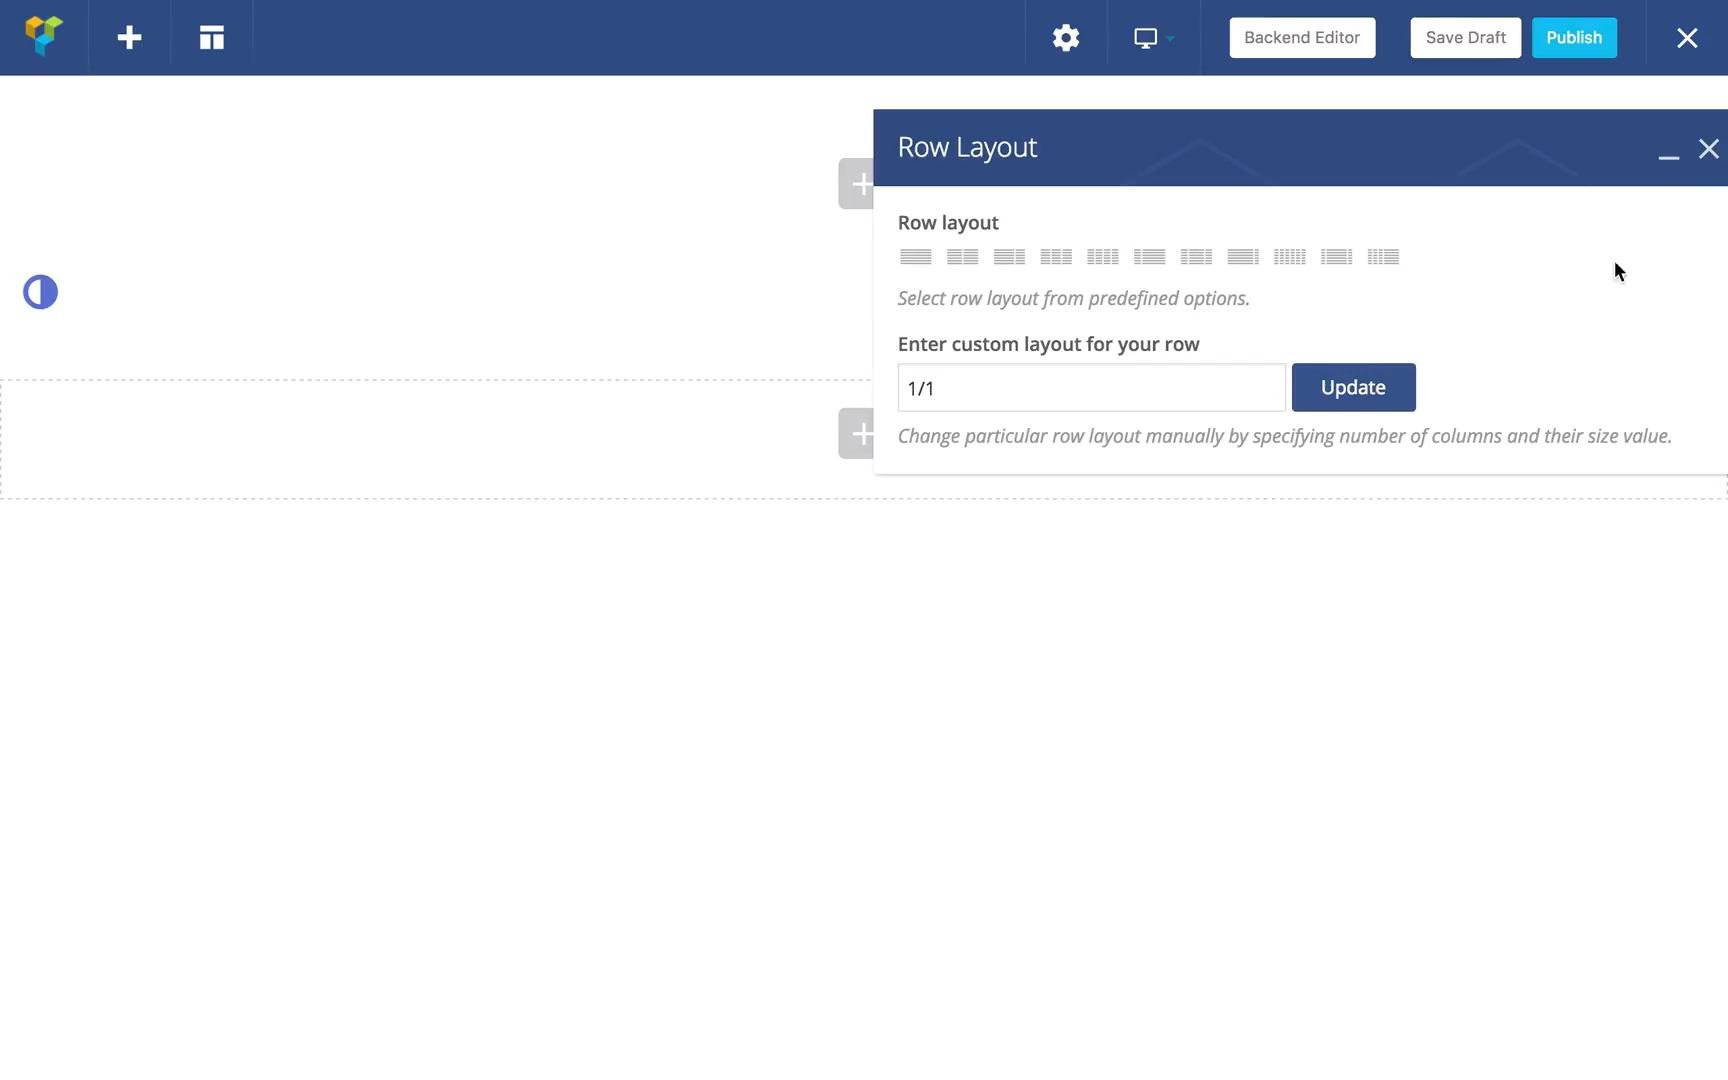 Backend Editor
Save Draft
Publish
Row Layout
Row layout
Select row layout from predefined options.
Enter custom layout for your row
1/1
Update
Change particular row layout manually by specifying number of columns and their size value.